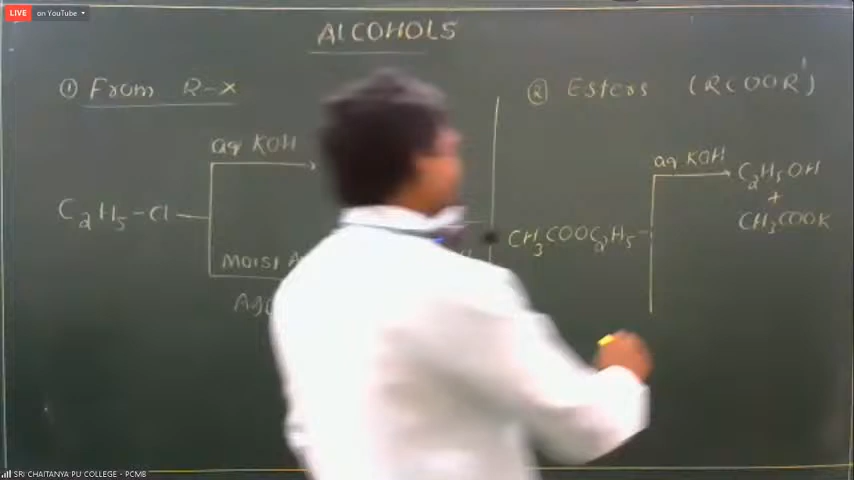 LIVE on YouTube
ALCOHOLS
① From R-X
aq KOH
C2H5-Cl
② Esters (RCOOR')
aq KOH
C2H5OH
+
CH3COOK
CH3COOC2H5-
SRI CHAITANYA PU COLLEGE - PCMB